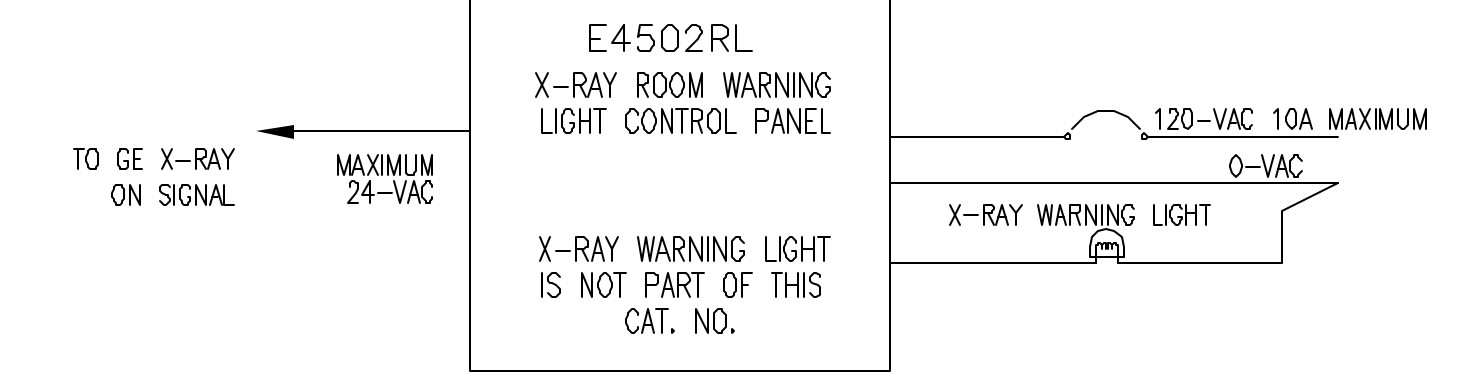 E4502RL
X-RAY ROOM WARNING
LIGHT CONTROL PANEL
TO GE X-RAY
ON SIGNAL
MAXIMUM
24-VAC
120-VAC 10A MAXIMUM
0-VAC
X-RAY WARNING LIGHT
X-RAY WARNING LIGHT
IS NOT PART OF THIS
CAT. NO.